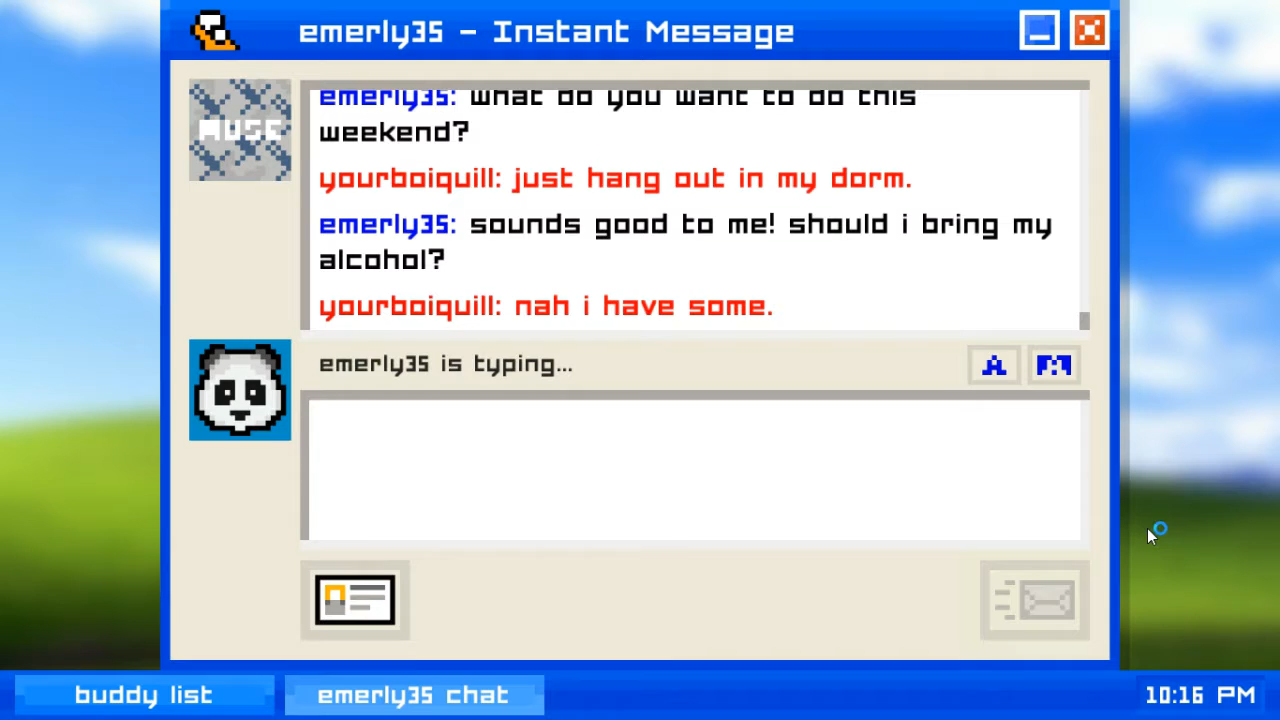 emerly35 - Instant Message
MUSE
emerly35: what do you want to do this
weekend?
yourboiquill: just hang out in my dorm.
emerly35: sounds good to me! should i bring my
alcohol?
yourboiquill: nah i have some.
emerly35 is typing...
A
buddy list
emerly35 chat
10:16 PM